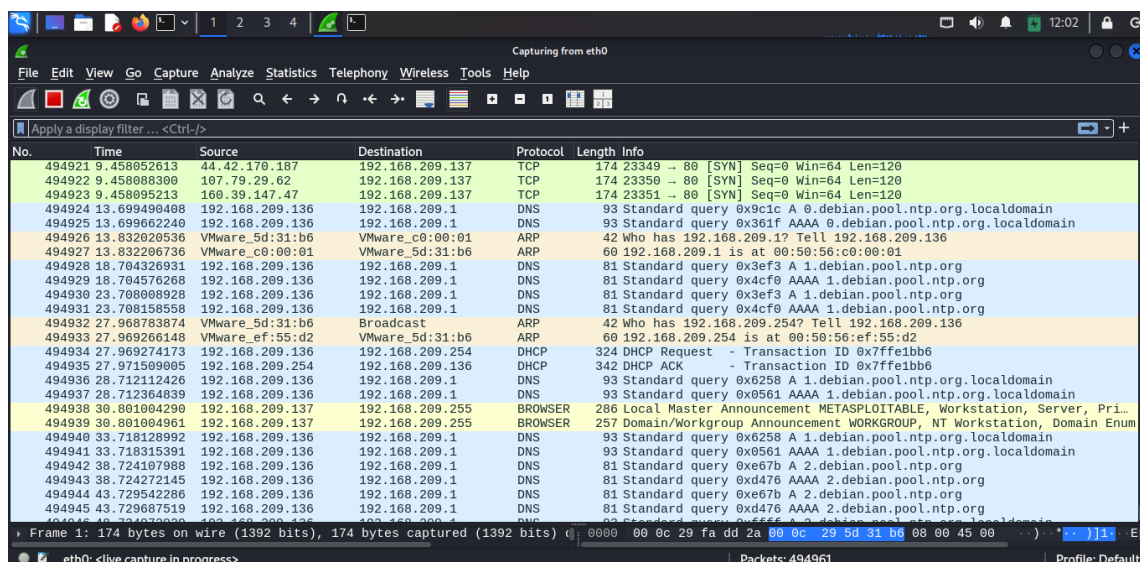 1 2 3 4 12:02
Capturing from eth0
File Edit View Go Capture Analyze Statistics Telephony Wireless Tools Help
Apply a display filter ... <Ctrl-/>
No. Time Source Destination Protocol Length Info
494921 9.458052613 44.42.170.187 192.168.209.137 TCP 174 23349 → 80 [SYN] Seq=0 Win=64 Len=120
494922 9.458088300 107.79.29.62 192.168.209.137 TCP 174 23350 → 80 [SYN] Seq=0 Win=64 Len=120
494923 9.458095213 160.39.147.47 192.168.209.137 TCP 174 23351 → 80 [SYN] Seq=0 Win=64 Len=120
494924 13.699490408 192.168.209.136 192.168.209.1 DNS 93 Standard query 0x9c1c A 0.debian.pool.ntp.org.localdomain
494925 13.699662240 192.168.209.136 192.168.209.1 DNS 93 Standard query 0x361f AAAA 0.debian.pool.ntp.org.localdomain
494926 13.832020536 VMware_5d:31:b6 VMware_c0:00:01 ARP 42 Who has 192.168.209.1? Tell 192.168.209.136
494927 13.832206736 VMware_c0:00:01 VMware_5d:31:b6 ARP 60 192.168.209.1 is at 00:50:56:c0:00:01
494928 18.704326931 192.168.209.136 192.168.209.1 DNS 81 Standard query 0x3ef3 A 1.debian.pool.ntp.org
494929 18.704576268 192.168.209.136 192.168.209.1 DNS 81 Standard query 0x4cf0 AAAA 1.debian.pool.ntp.org
494930 23.708008928 192.168.209.136 192.168.209.1 DNS 81 Standard query 0x3ef3 A 1.debian.pool.ntp.org
494931 23.708158558 192.168.209.136 192.168.209.1 DNS 81 Standard query 0x4cf0 AAAA 1.debian.pool.ntp.org
494932 27.968783874 VMware_5d:31:b6 Broadcast ARP 42 Who has 192.168.209.254? Tell 192.168.209.136
494933 27.969266148 VMware_ef:55:d2 VMware_5d:31:b6 ARP 60 192.168.209.254 is at 00:50:56:ef:55:d2
494934 27.969274173 192.168.209.136 192.168.209.254 DHCP 324 DHCP Request - Transaction ID 0x7ffe1bb6
494935 27.971509005 192.168.209.254 192.168.209.136 DHCP 342 DHCP ACK - Transaction ID 0x7ffe1bb6
494936 28.712112426 192.168.209.136 192.168.209.1 DNS 93 Standard query 0x6258 A 1.debian.pool.ntp.org.localdomain
494937 28.712364839 192.168.209.136 192.168.209.1 DNS 93 Standard query 0x0561 AAAA 1.debian.pool.ntp.org.localdomain
494938 30.801004290 192.168.209.137 192.168.209.255 BROWSER 286 Local Master Announcement METASPLOITABLE, Workstation, Server, Pri…
494939 30.801004961 192.168.209.137 192.168.209.255 BROWSER 257 Domain/Workgroup Announcement WORKGROUP, NT Workstation, Domain Enum
494940 33.718128992 192.168.209.136 192.168.209.1 DNS 93 Standard query 0x6258 A 1.debian.pool.ntp.org.localdomain
494941 33.718315391 192.168.209.136 192.168.209.1 DNS 93 Standard query 0x0561 AAAA 1.debian.pool.ntp.org.localdomain
494942 38.724107988 192.168.209.136 192.168.209.1 DNS 81 Standard query 0xe67b A 2.debian.pool.ntp.org
494943 38.724272145 192.168.209.136 192.168.209.1 DNS 81 Standard query 0xd476 AAAA 2.debian.pool.ntp.org
494944 43.729542286 192.168.209.136 192.168.209.1 DNS 81 Standard query 0xe67b A 2.debian.pool.ntp.org
494945 43.729687519 192.168.209.136 192.168.209.1 DNS 81 Standard query 0xd476 AAAA 2.debian.pool.ntp.org
Frame 1: 174 bytes on wire (1392 bits), 174 bytes captured (1392 bits) 0000 00 0c 29 fa dd 2a 00 0c 29 5d 31 b6 08 00 45 00 ··)··*·· )]1···E
eth0: <live capture in progress> Packets: 494961 Profile: Default